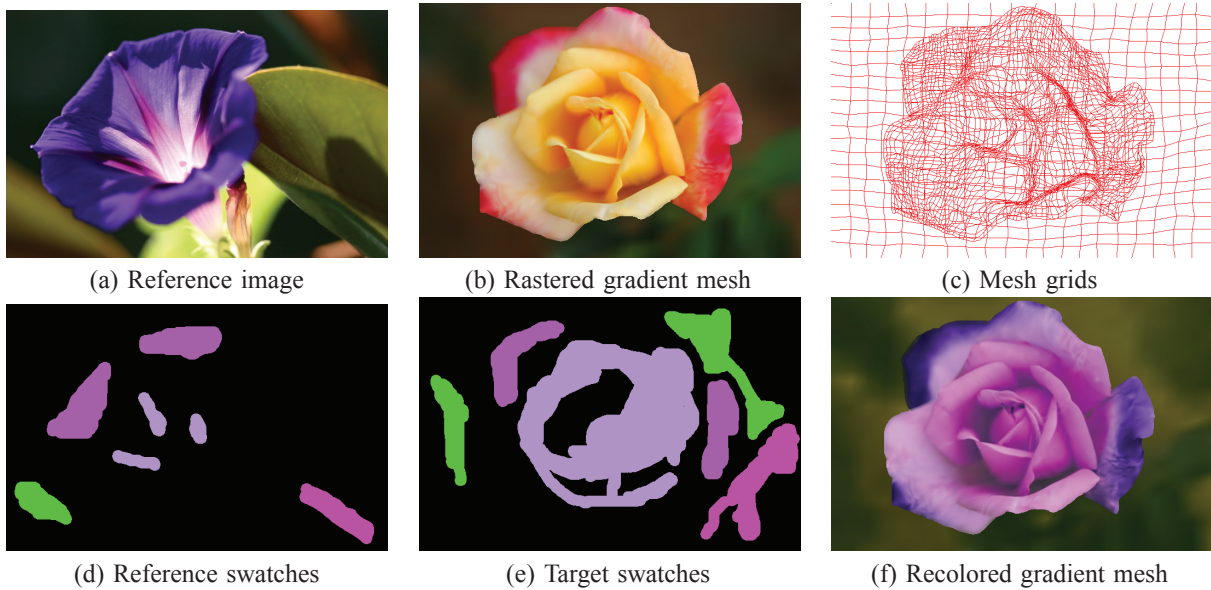 (a) Reference image
(b) Rastered gradient mesh
(c) Mesh grids
(d) Reference swatches
(e) Target swatches
(f) Recolored gradient mesh